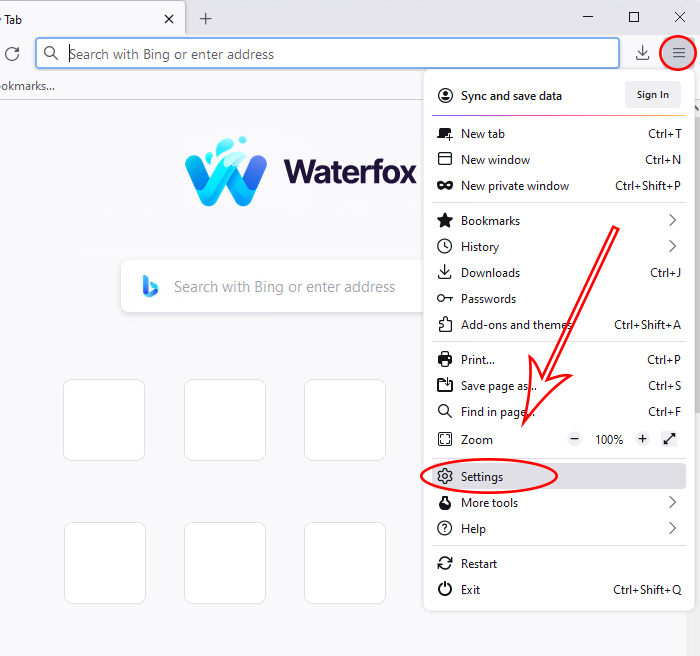 Tab
Search with Bing or enter address
ookmarks...
Sync and save data
Sign In
New tab
Ctrl+T
New window
Ctrl+N
New private window
Ctrl+Shift+P
Waterfox
Bookmarks
History
Downloads
Ctrl+J
Search with Bing or enter address
Passwords
Add-ons and themes
Ctrl+Shift+A
Print...
Ctrl+P
Save page as...
Ctrl+S
Find in page...
Ctrl+F
Zoom
100%
Settings
More tools
Help
Restart
Exit
Ctrl+Shift+Q